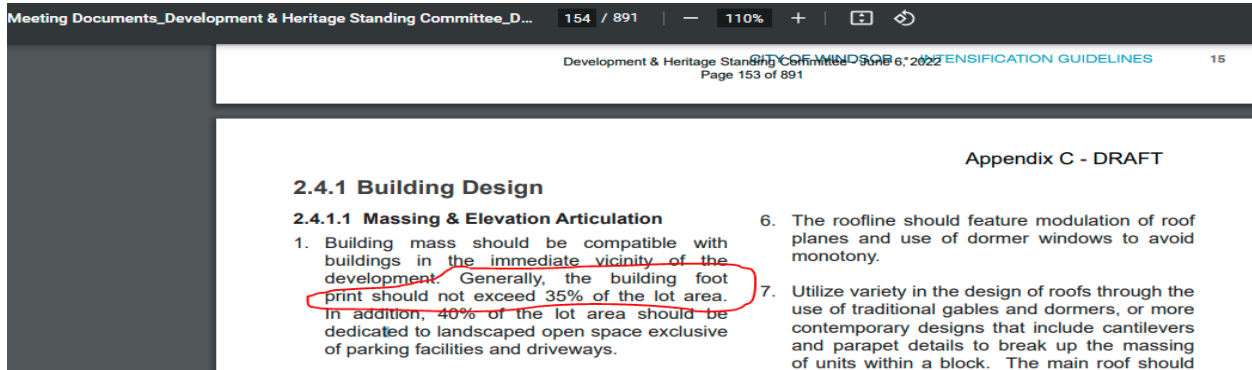 Meeting Documents_Development & Heritage Standing Committee_D... 154 / 891 110%
CITY OF WINDSOR INTENSIFICATION GUIDELINES 15
Development & Heritage Standing Committee - June 6, 2022
Page 153 of 891
Appendix C - DRAFT
2.4.1 Building Design
2.4.1.1 Massing & Elevation Articulation
1. Building mass should be compatible with
buildings in the immediate vicinity of the
development. Generally, the building foot
print should not exceed 35% of the lot area.
In addition, 40% of the lot area should be
dedicated to landscaped open space exclusive
of parking facilities and driveways.
6. The roofline should feature modulation of roof
planes and use of dormer windows to avoid
monotony.
7. Utilize variety in the design of roofs through the
use of traditional gables and dormers, or more
contemporary designs that include cantilevers
and parapet details to break up the massing
of units within a block. The main roof should